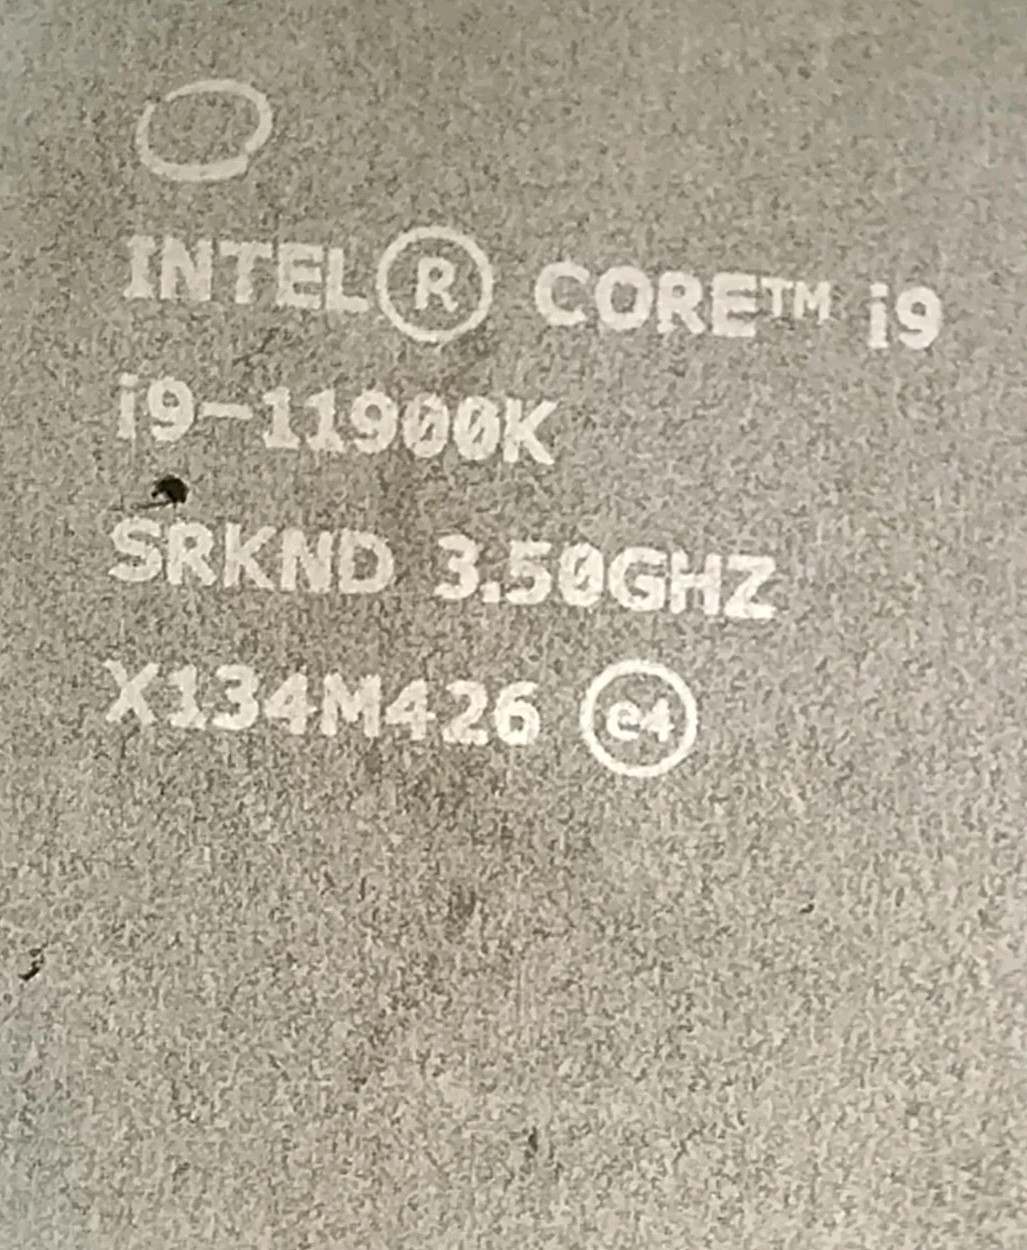 INTEL® CORE™ i9
i9-11900K
SRKND 3.50GHZ
X134M426 e4